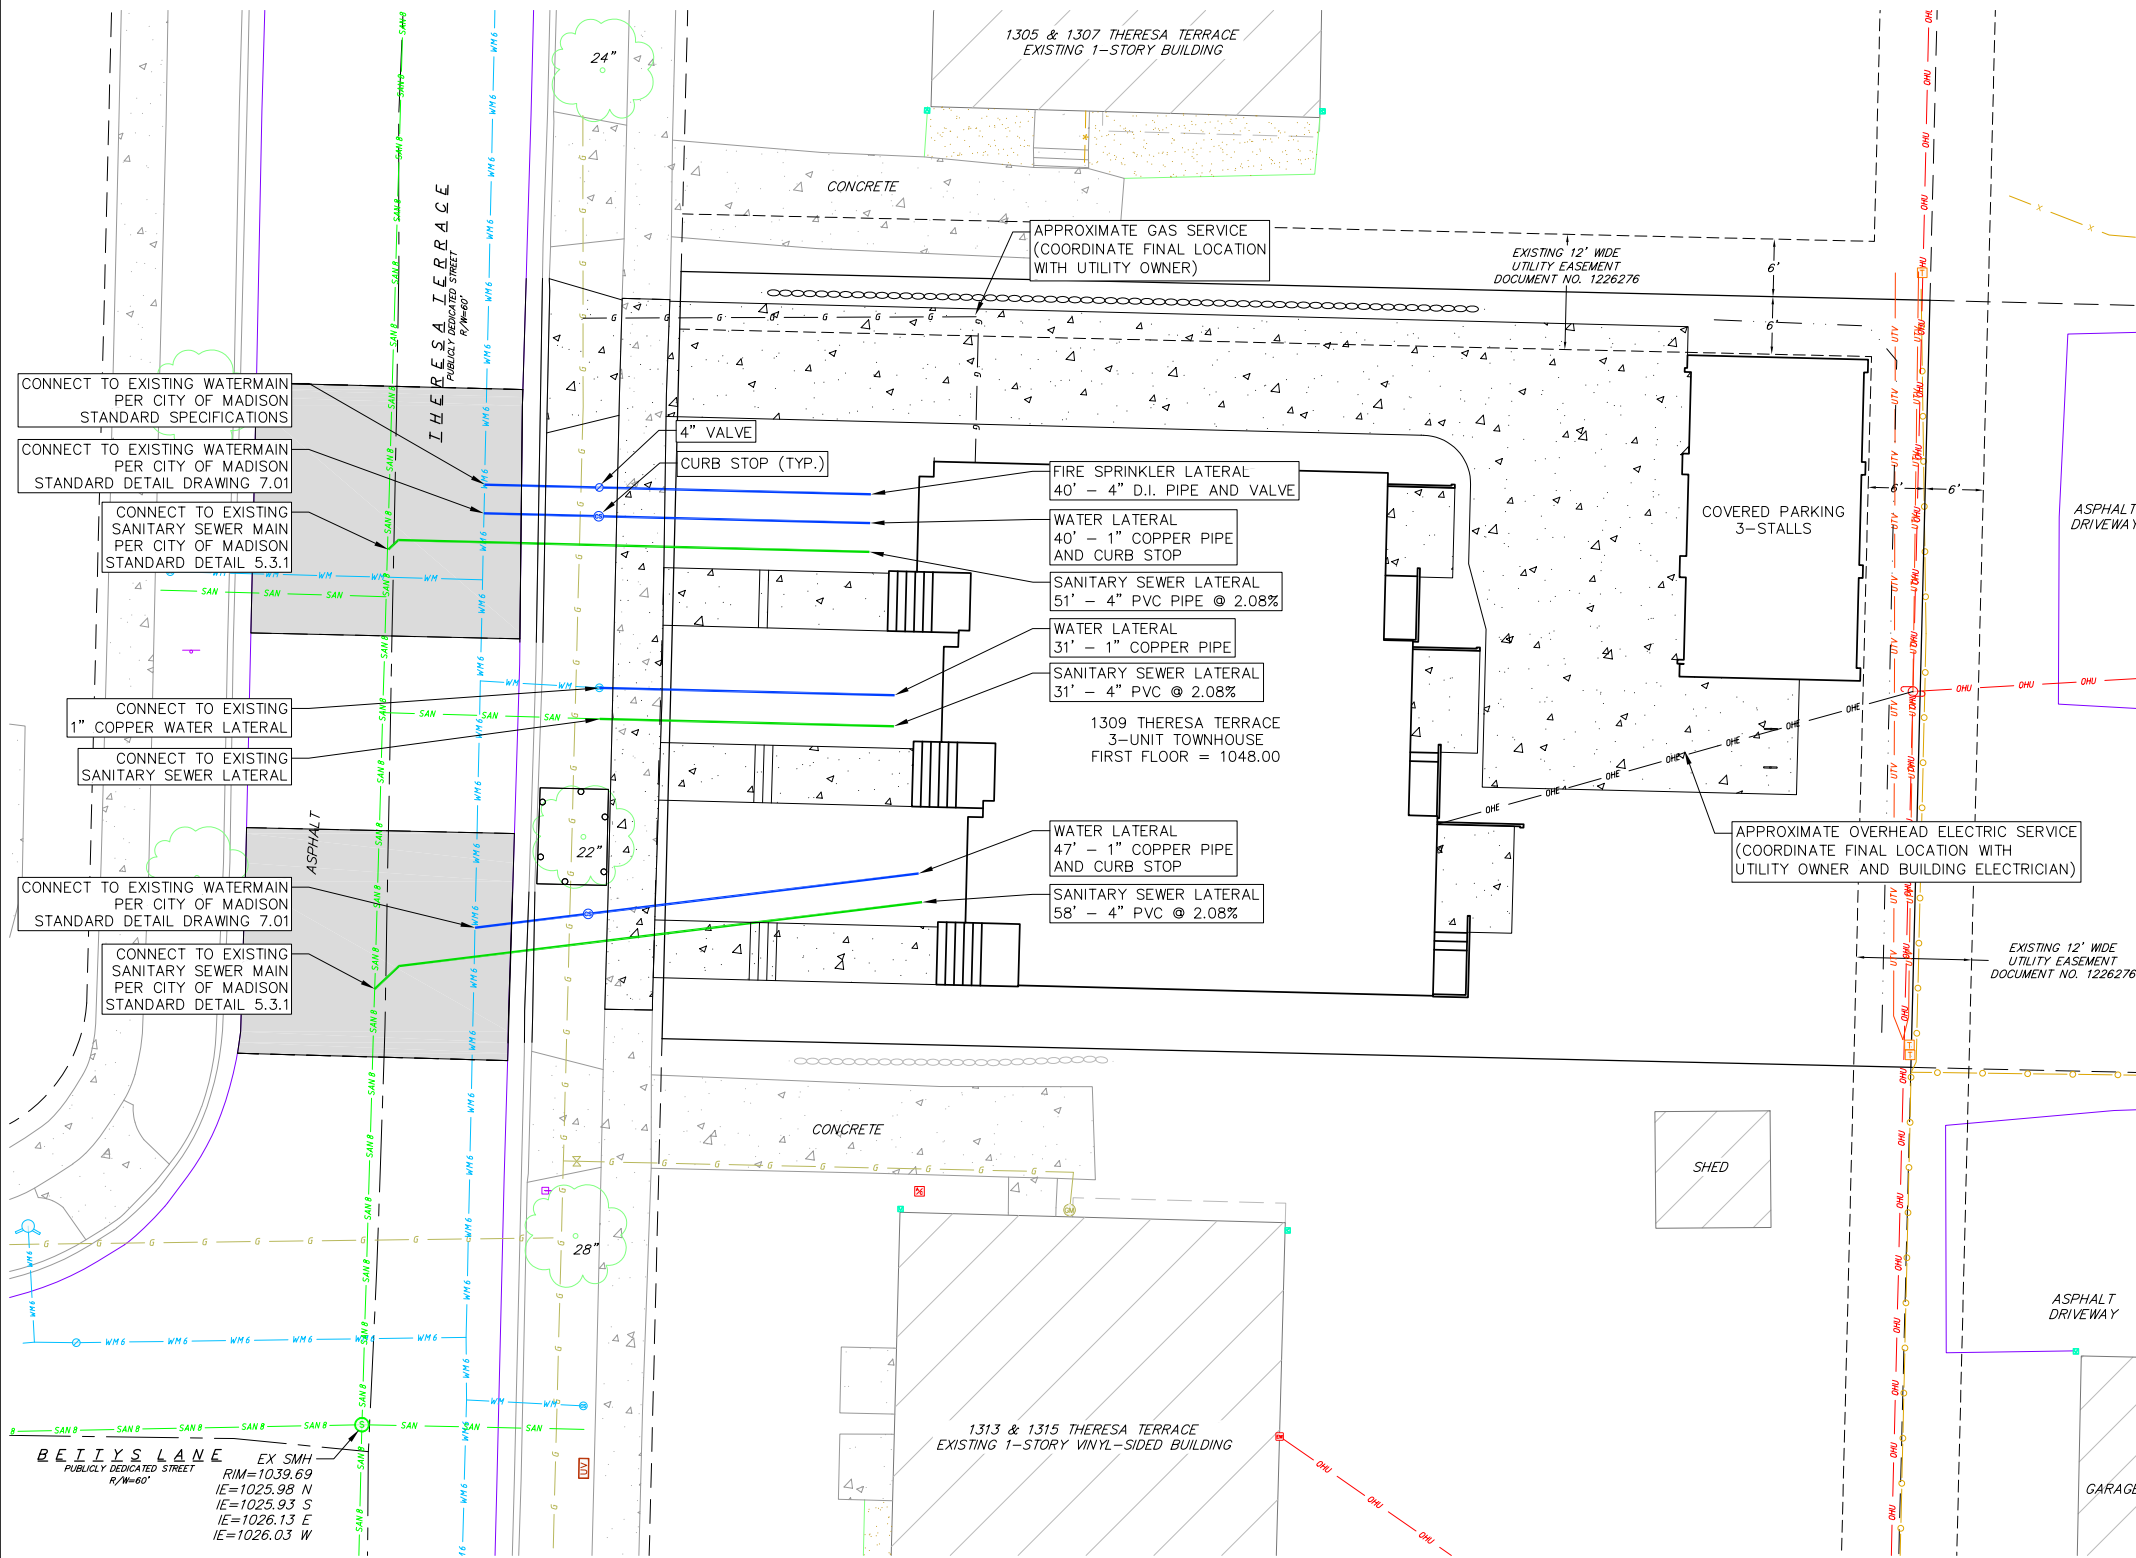 1305 & 1307 THERESA TERRACE
EXISTING 1-STORY BUILDING
24"
CONCRETE
THERESA TERRACE
PUBLICLY DEDICATED STREET
R/W=60'
APPROXIMATE GAS SERVICE
(COORDINATE FINAL LOCATION
WITH UTILITY OWNER)
EXISTING 12' WIDE
UTILITY EASEMENT
DOCUMENT NO. 1226276
6'
6'
CONNECT TO EXISTING WATERMAIN
PER CITY OF MADISON
STANDARD SPECIFICATIONS
CONNECT TO EXISTING WATERMAIN
PER CITY OF MADISON
STANDARD DETAIL DRAWING 7.01
CONNECT TO EXISTING
SANITARY SEWER MAIN
PER CITY OF MADISON
STANDARD DETAIL 5.3.1
4" VALVE
CURB STOP (TYP.)
FIRE SPRINKLER LATERAL
40' - 4" D.I. PIPE AND VALVE
WATER LATERAL
40' - 1" COPPER PIPE
AND CURB STOP
SANITARY SEWER LATERAL
51' - 4" PVC PIPE @ 2.08%
WATER LATERAL
31' - 1" COPPER PIPE
SANITARY SEWER LATERAL
31' - 4" PVC @ 2.08%
1309 THERESA TERRACE
3-UNIT TOWNHOUSE
FIRST FLOOR = 1048.00
COVERED PARKING
3-STALLS
6'
6'
ASPHALT
DRIVEWAY
CONNECT TO EXISTING
1" COPPER WATER LATERAL
CONNECT TO EXISTING
SANITARY SEWER LATERAL
ASPHALT
22"
WATER LATERAL
47' - 1" COPPER PIPE
AND CURB STOP
SANITARY SEWER LATERAL
58' - 4" PVC @ 2.08%
APPROXIMATE OVERHEAD ELECTRIC SERVICE
(COORDINATE FINAL LOCATION WITH
UTILITY OWNER AND BUILDING ELECTRICIAN)
CONNECT TO EXISTING WATERMAIN
PER CITY OF MADISON
STANDARD DETAIL DRAWING 7.01
CONNECT TO EXISTING
SANITARY SEWER MAIN
PER CITY OF MADISON
STANDARD DETAIL 5.3.1
EXISTING 12' WIDE
UTILITY EASEMENT
DOCUMENT NO. 1226276
CONCRETE
SHED
28"
ASPHALT
DRIVEWAY
1313 & 1315 THERESA TERRACE
EXISTING 1-STORY VINYL-SIDED BUILDING
GARAGE
UV
BETTYS LANE
PUBLICLY DEDICATED STREET
R/W=60'
EX SMH
RIM=1039.69
IE=1025.98 N
IE=1025.93 S
IE=1026.13 E
IE=1026.03 W